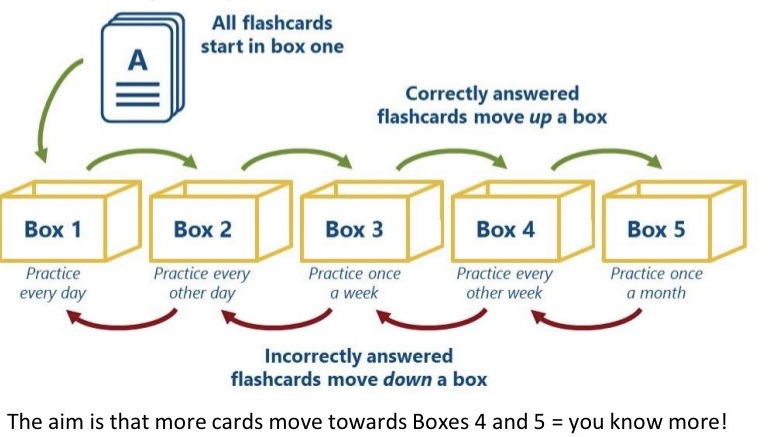 All flashcards
start in box one
A
Correctly answered
flashcards move up a box
Box 1
Box 2
Box 3
Box 4
Box 5
Practice
every day
Practice every
other day
Practice once
a week
Practice every
other week
Practice once
a month
Incorrectly answered
flashcards move down a box
The aim is that more cards move towards Boxes 4 and 5 = you know more!